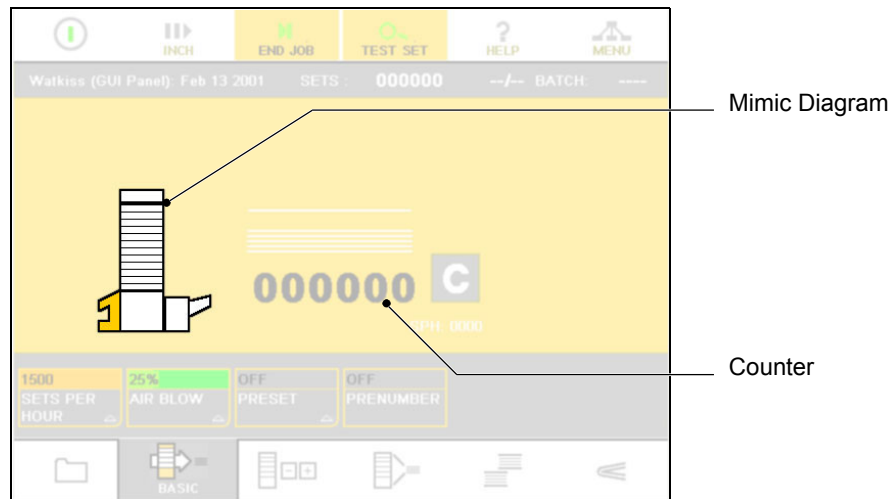 INCH
END JOB
TEST SET
?
HELP
MENU
Watkiss (GUI Panel): Feb 13 2001 SETS : 000000 --/-- BATCH: ----
Mimic Diagram
000000 C
SPH: 0000
Counter
1500
SETS PER
HOUR
25%
AIR BLOW
OFF
PRESET
OFF
PRENUMBER
BASIC